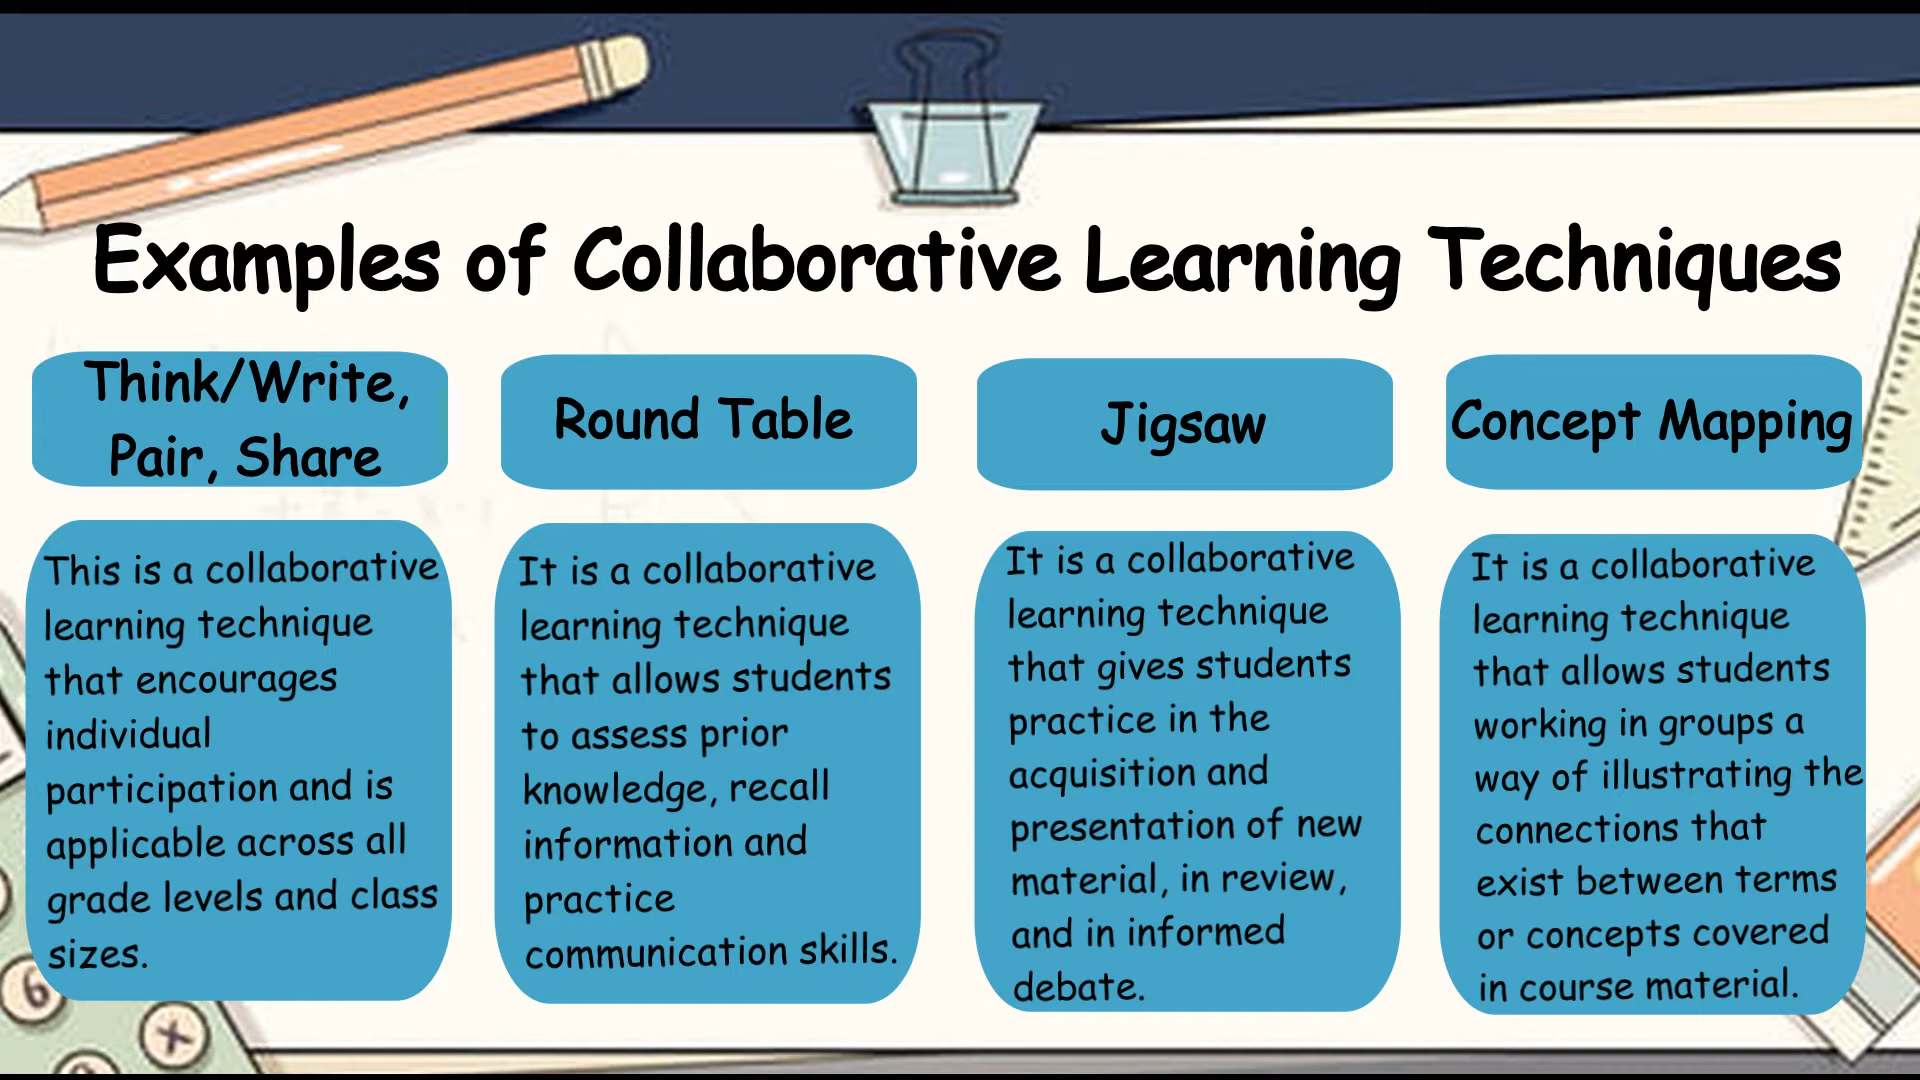 Examples of Collaborative Learning Techniques
Think/Write,
Pair, Share
This is a collaborative
learning technique
that encourages
individual
participation and is
applicable across all
grade levels and class
sizes.
Round Table
It is a collaborative
learning technique
that allows students
to assess prior
knowledge, recall
information and
practice
communication skills.
Jigsaw
It is a collaborative
learning technique
that gives students
practice in the
acquisition and
presentation of new
material, in review,
and in informed
debate.
Concept Mapping
It is a collaborative
learning technique
that allows students
working in groups a
way of illustrating the
connections that
exist between terms
or concepts covered
in course material.
6
×